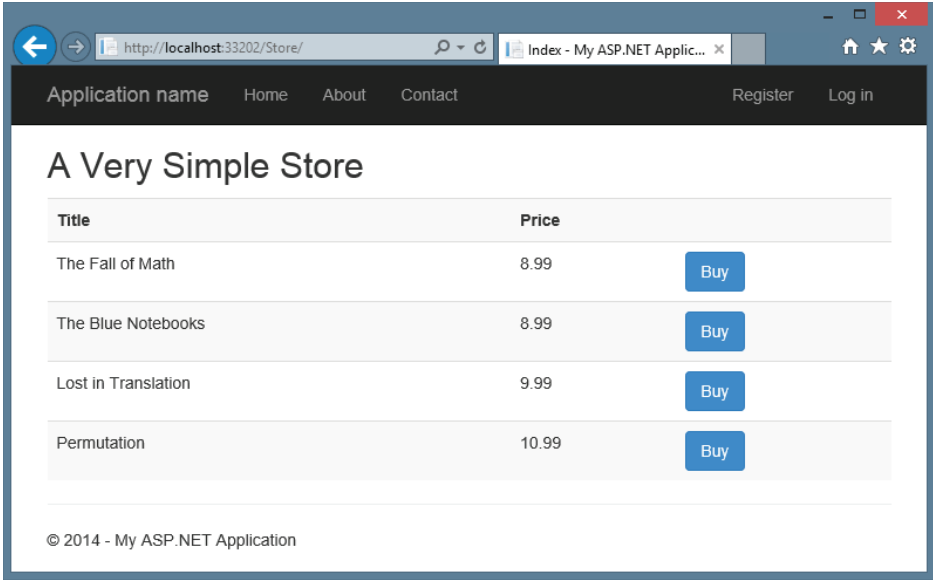 http://localhost:33202/Store/ Index - My ASP.NET Applic...
Application name Home About Contact Register Log in
A Very Simple Store
Title Price
The Fall of Math 8.99 Buy
The Blue Notebooks 8.99 Buy
Lost in Translation 9.99 Buy
Permutation 10.99 Buy
© 2014 - My ASP.NET Application